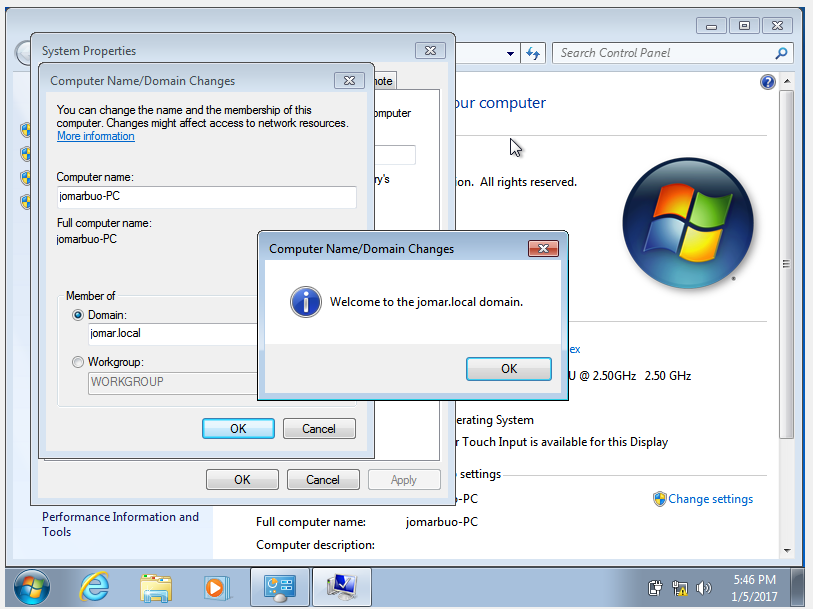 System Properties
Search Control Panel
Computer Name/Domain Changes
note
You can change the name and the membership of this
computer. Changes might affect access to network resources.
More information
omputer
our computer
Computer name:
jomarbuo-PC
ry's
ion. All rights reserved.
Full computer name:
jomarbuo-PC
Computer Name/Domain Changes
Welcome to the jomar.local domain.
OK
Member of
Domain:
jomar.local
Workgroup:
WORKGROUP
OK
Cancel
ex
U @ 2.50GHz 2.50 GHz
erating System
r Touch Input is available for this Display
OK
Cancel
Apply
settings
-PC
Change settings
Performance Information and
Tools
Full computer name:
jomarbuo-PC
Computer description:
5:46 PM
1/5/2017